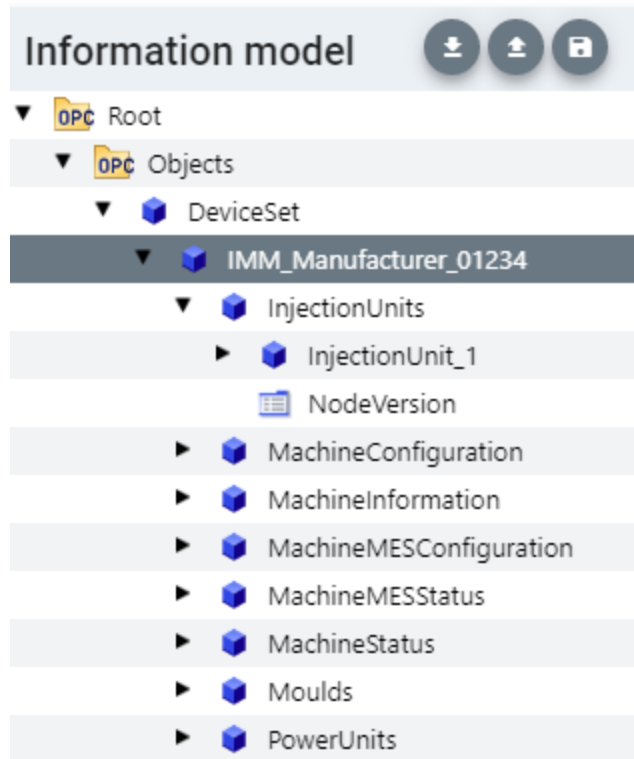 Information model
OPC Root
OPC Objects
DeviceSet
IMM_Manufacturer_01234
InjectionUnits
InjectionUnit_1
NodeVersion
MachineConfiguration
MachineInformation
MachineMESConfiguration
MachineMESStatus
MachineStatus
Moulds
PowerUnits